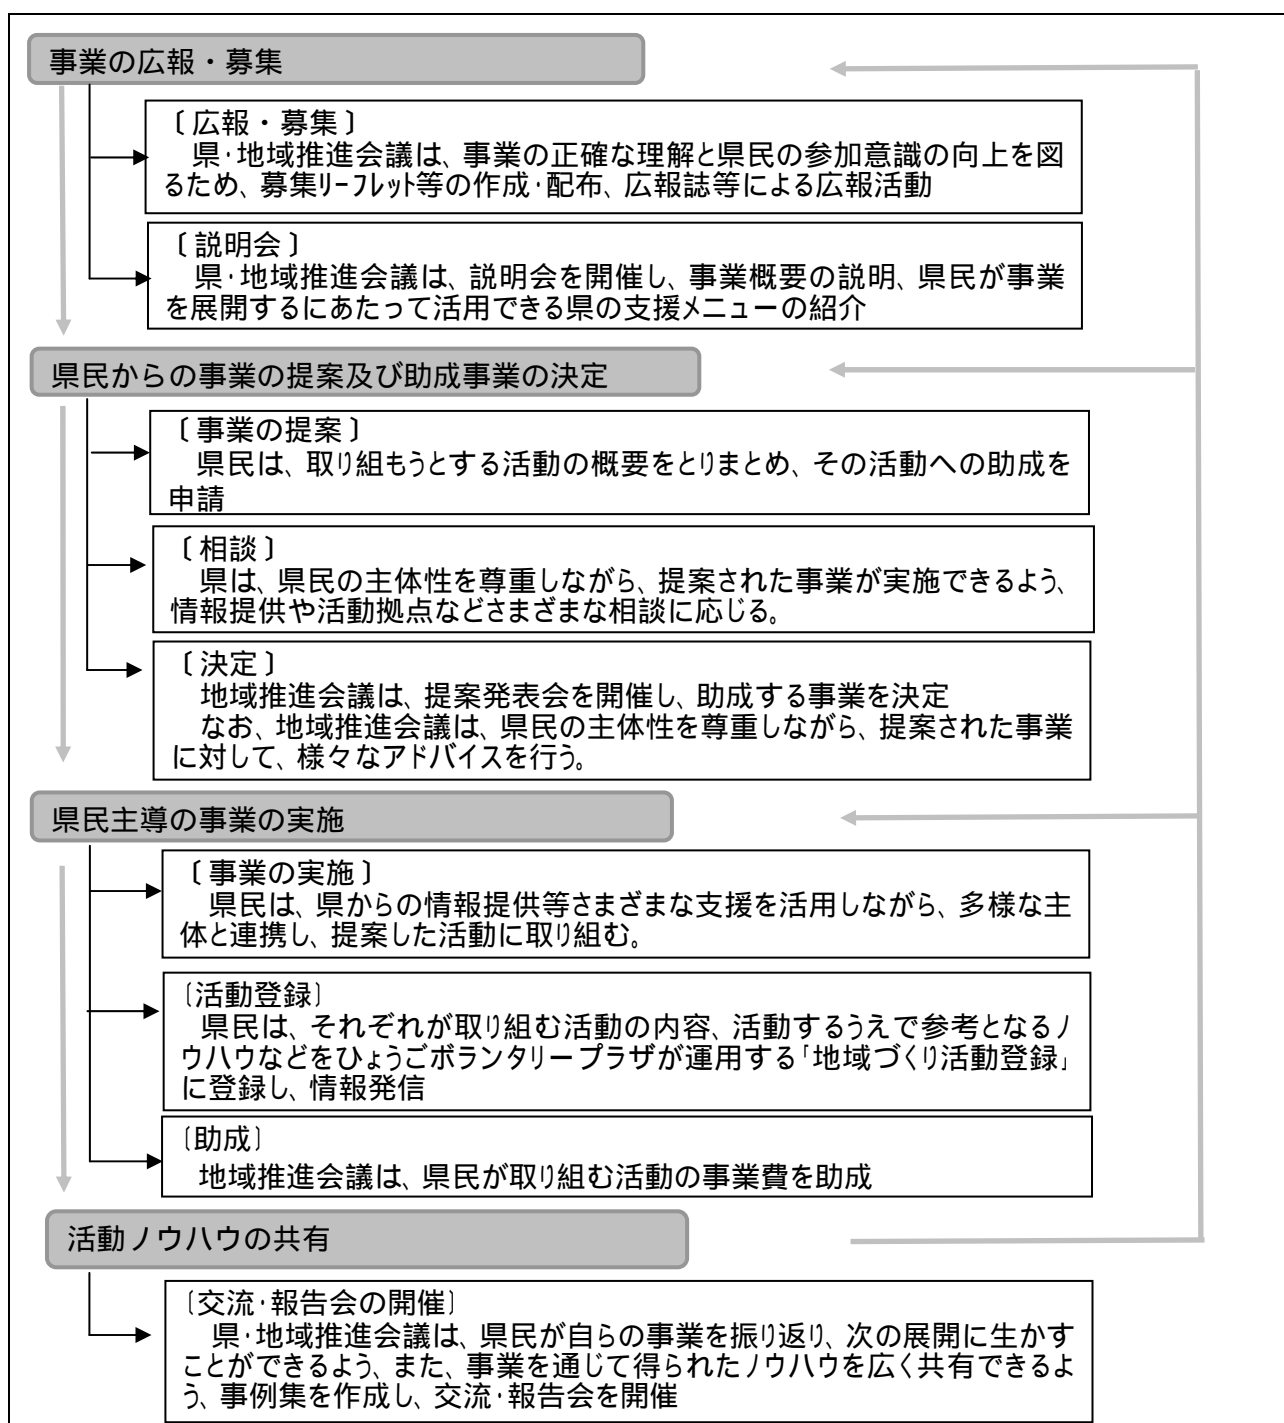 事業の広報・募集
〔広報・募集〕
県・地域推進会議は、事業の正確な理解と県民の参加意識の向上を図
るため、募集ﾘｰﾌﾚｯﾄ等の作成・配布、広報誌等による広報活動
〔説明会〕
県・地域推進会議は、説明会を開催し、事業概要の説明、県民が事業
を展開するにあたって活用できる県の支援メニューの紹介
県民からの事業の提案及び助成事業の決定
〔事業の提案〕
県民は、取り組もうとする活動の概要をとりまとめ、その活動への助成を
申請
〔相談〕
県は、県民の主体性を尊重しながら、提案された事業が実施できるよう、
情報提供や活動拠点などさまざまな相談に応じる。
〔決定〕
地域推進会議は、提案発表会を開催し、助成する事業を決定
なお、地域推進会議は、県民の主体性を尊重しながら、提案された事業
に対して、様々なアドバイスを行う。
県民主導の事業の実施
〔事業の実施〕
県民は、県からの情報提供等さまざまな支援を活用しながら、多様な主
体と連携し、提案した活動に取り組む。
〔活動登録〕
県民は、それぞれが取り組む活動の内容、活動するうえで参考となるノ
ウハウなどをひょうごボランタリープラザが運用する「地域づくり活動登録」
に登録し、情報発信
〔助成〕
地域推進会議は、県民が取り組む活動の事業費を助成
活動ノウハウの共有
〔交流・報告会の開催〕
県・地域推進会議は、県民が自らの事業を振り返り、次の展開に生かす
ことができるよう、また、事業を通じて得られたノウハウを広く共有できるよ
う、事例集を作成し、交流・報告会を開催